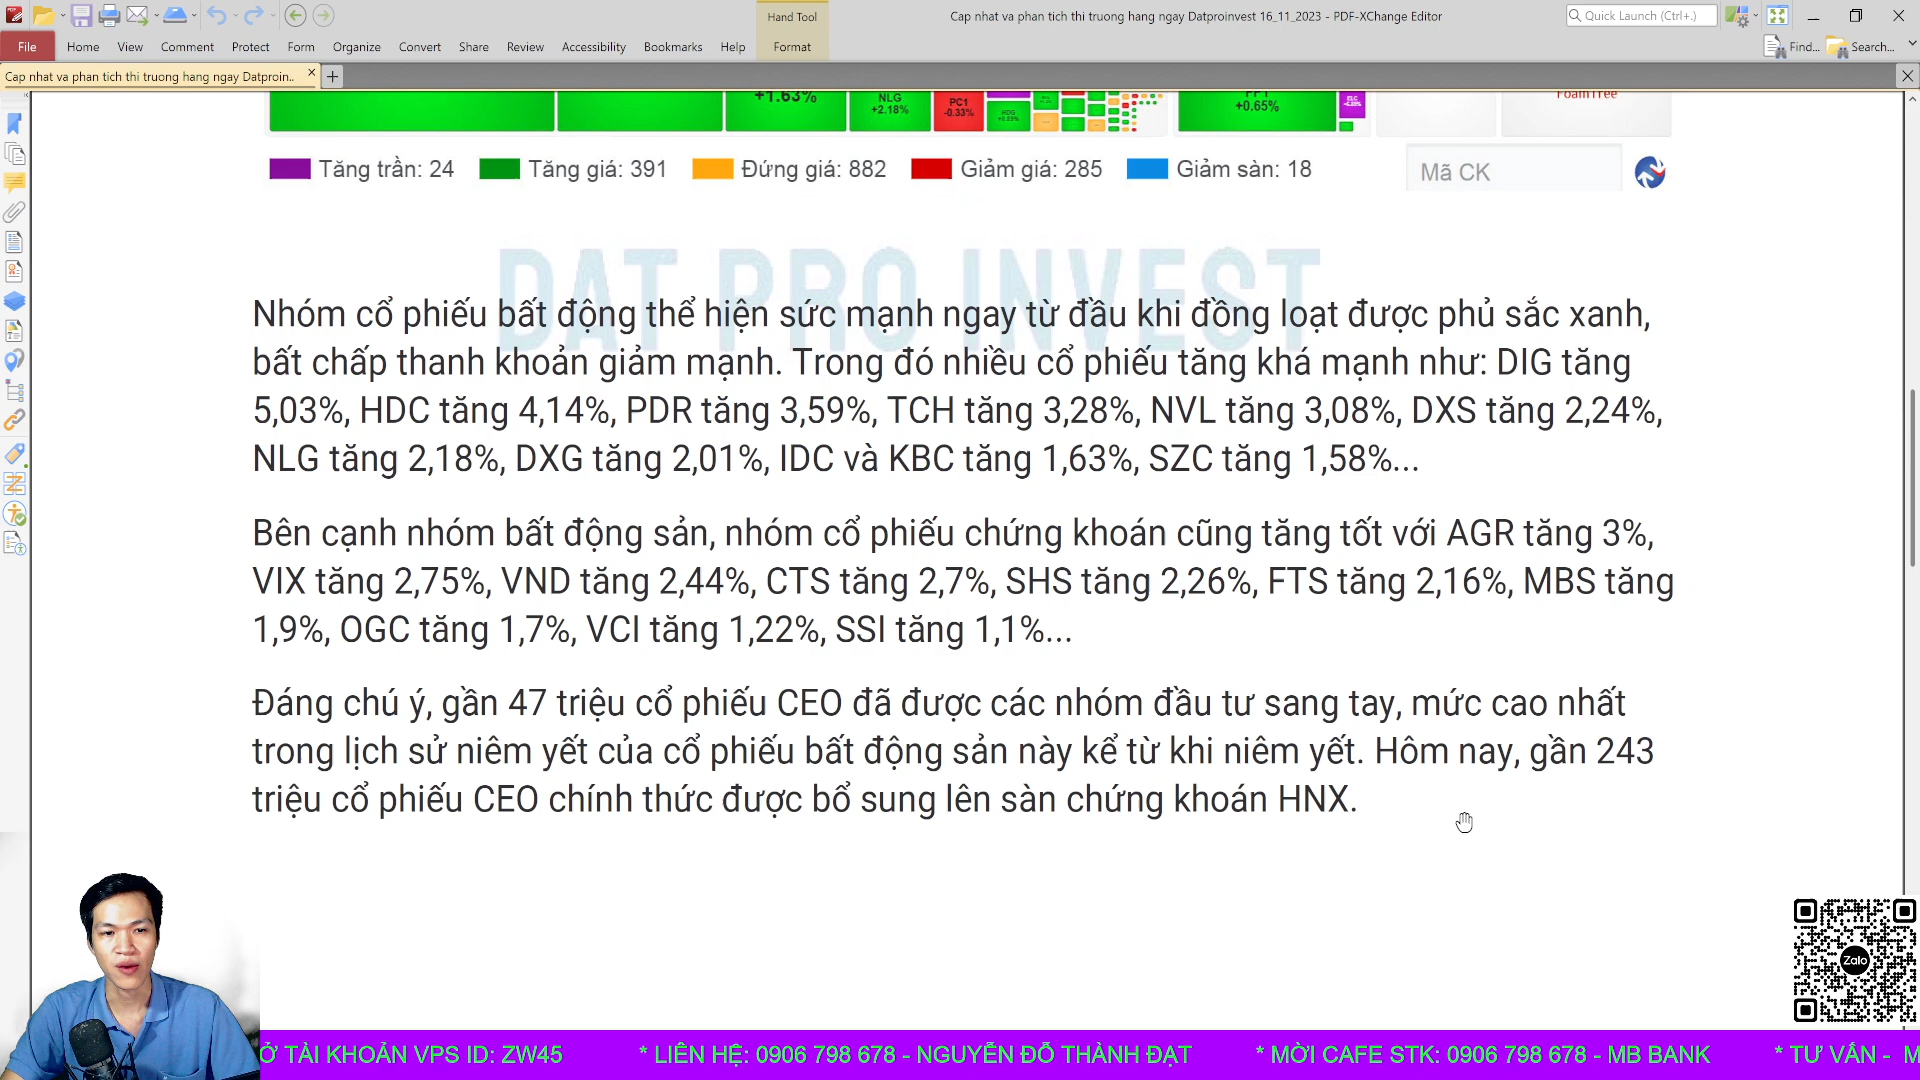 Hand Tool
Cap nhat va phan tich thi truong hang ngay Datproinvest 16_11_2023 - PDF-XChange Editor
Quick Launch (Ctrl+.)
File Home View Comment Protect Form Organize Convert Share Review Accessibility Bookmarks Help Format Find... Search...
Cap nhat va phan tich thi truong hang ngay Datproin..
+1.63%
NLG
+2.18%
PC1
-0.33%
+0.65%
FoamTree
Tăng trần: 24 Tăng giá: 391 Đứng giá: 882 Giảm giá: 285 Giảm sàn: 18 Mã CK
DAT PRO INVEST
Nhóm cổ phiếu bất động thể hiện sức mạnh ngay từ đầu khi đồng loạt được phủ sắc xanh,
bất chấp thanh khoản giảm mạnh. Trong đó nhiều cổ phiếu tăng khá mạnh như: DIG tăng
5,03%, HDC tăng 4,14%, PDR tăng 3,59%, TCH tăng 3,28%, NVL tăng 3,08%, DXS tăng 2,24%,
NLG tăng 2,18%, DXG tăng 2,01%, IDC và KBC tăng 1,63%, SZC tăng 1,58%...
Bên cạnh nhóm bất động sản, nhóm cổ phiếu chứng khoán cũng tăng tốt với AGR tăng 3%,
VIX tăng 2,75%, VND tăng 2,44%, CTS tăng 2,7%, SHS tăng 2,26%, FTS tăng 2,16%, MBS tăng
1,9%, OGC tăng 1,7%, VCI tăng 1,22%, SSI tăng 1,1%...
Đáng chú ý, gần 47 triệu cổ phiếu CEO đã được các nhóm đầu tư sang tay, mức cao nhất
trong lịch sử niêm yết của cổ phiếu bất động sản này kể từ khi niêm yết. Hôm nay, gần 243
triệu cổ phiếu CEO chính thức được bổ sung lên sàn chứng khoán HNX.
Zalo
Ở TÀI KHOẢN VPS ID: ZW45 * LIÊN HỆ: 0906 798 678 - NGUYỄN ĐỖ THÀNH ĐẠT * MỜI CAFE STK: 0906 798 678 - MB BANK * TƯ VẤN - M